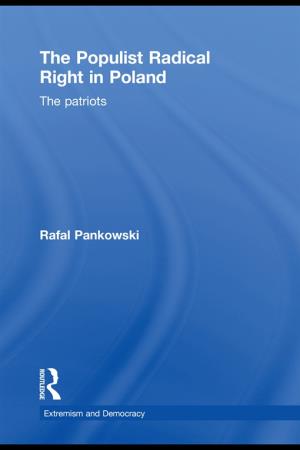 The Populist Radical
Right in Poland
The patriots
Rafal Pankowski
ROUTLEDGE
Extremism and Democracy